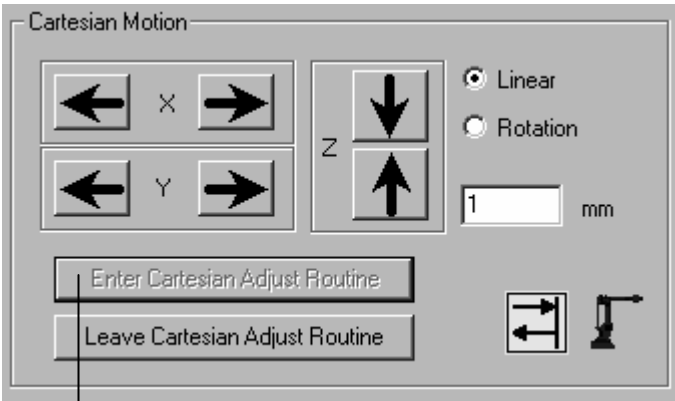 Cartesian Motion
X
Y
Z
Linear
Rotation
1 mm
Enter Cartesian Adjust Routine
Leave Cartesian Adjust Routine